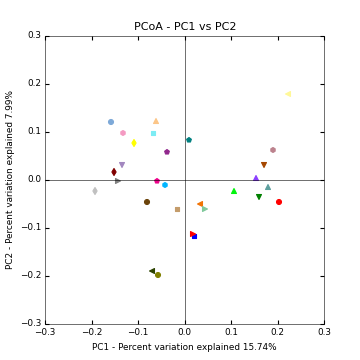 PCoA - PC1 vs PC2
0.3
0.2
0.1
0.0
−0.1
−0.2
−0.3
PC2 - Percent variation explained 7.99%
−0.3 −0.2 −0.1 0.0 0.1 0.2 0.3
PC1 - Percent variation explained 15.74%